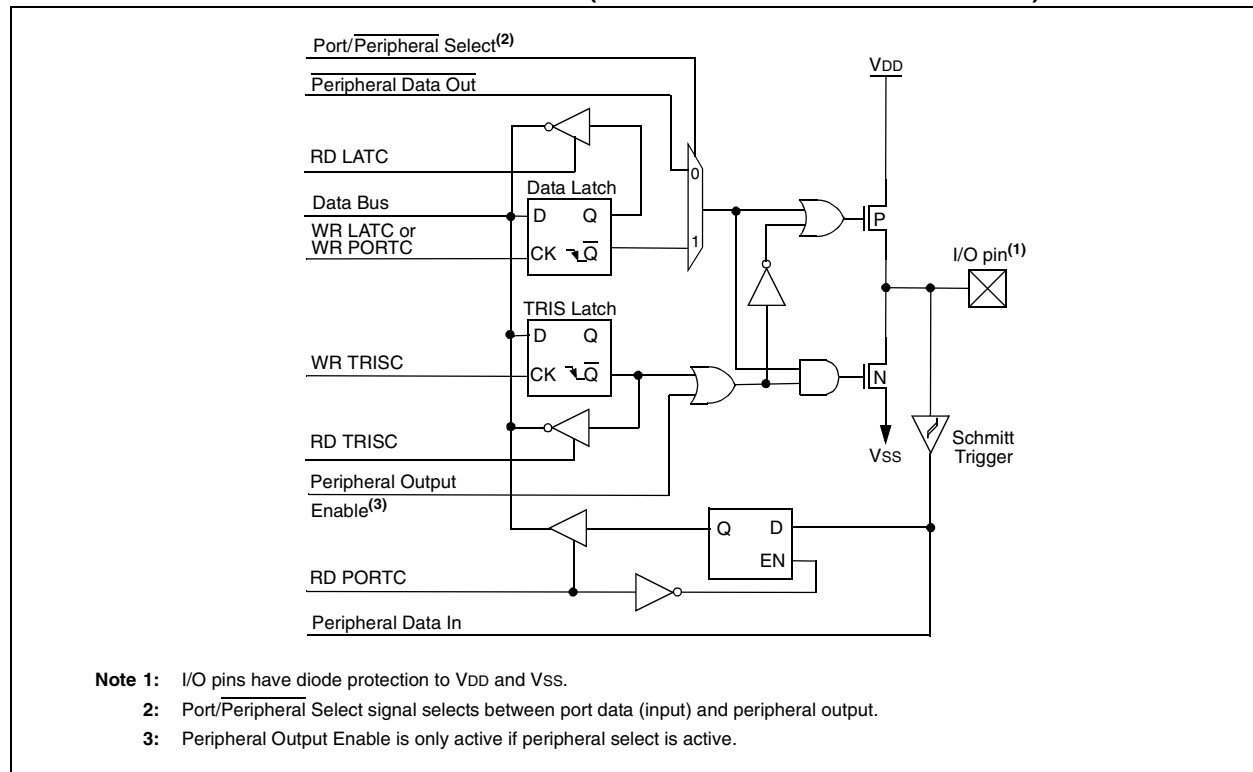 Port/Peripheral Select(2)
Peripheral Data Out
VDD
RD LATC
0
Data Latch
Data Bus
D Q
WR LATC or
WR PORTC
CK Q
1
P
I/O pin(1)
TRIS Latch
D Q
WR TRISC
CK Q
N
RD TRISC
VSS
Schmitt
Trigger
Peripheral Output
Enable(3)
Q D
EN
RD PORTC
Peripheral Data In
Note 1: I/O pins have diode protection to VDD and VSS.
2: Port/Peripheral Select signal selects between port data (input) and peripheral output.
3: Peripheral Output Enable is only active if peripheral select is active.